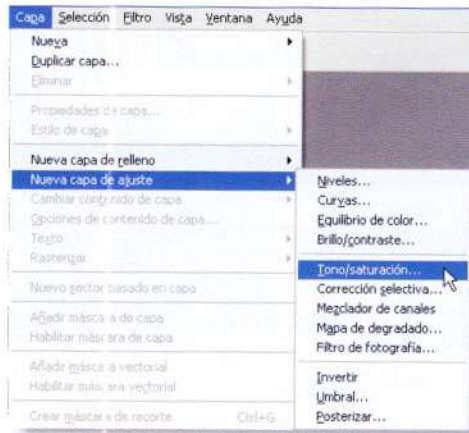 Capa Selección Filtro Vista Ventana Ayuda
Nueva
Duplicar capa...
Eliminar
Propiedades de capa...
Estilo de capa
Nueva capa de relleno
Nueva capa de ajuste
Cambiar contenido de capa
Opciones de contenido de capa...
Texto
Rasterizar
Nuevo sector basado en capa
Añadir máscara de capa
Habilitar máscara de capa
Añadir máscara vectorial
Habilitar máscara vectorial
Crear máscara de recorte Ctrl+G
Niveles...
Curvas...
Equilibrio de color...
Brillo/contraste...
Tono/saturación...
Corrección selectiva...
Mezclador de canales
Mapa de degradado...
Filtro de fotografía...
Invertir
Umbral...
Posterizar...